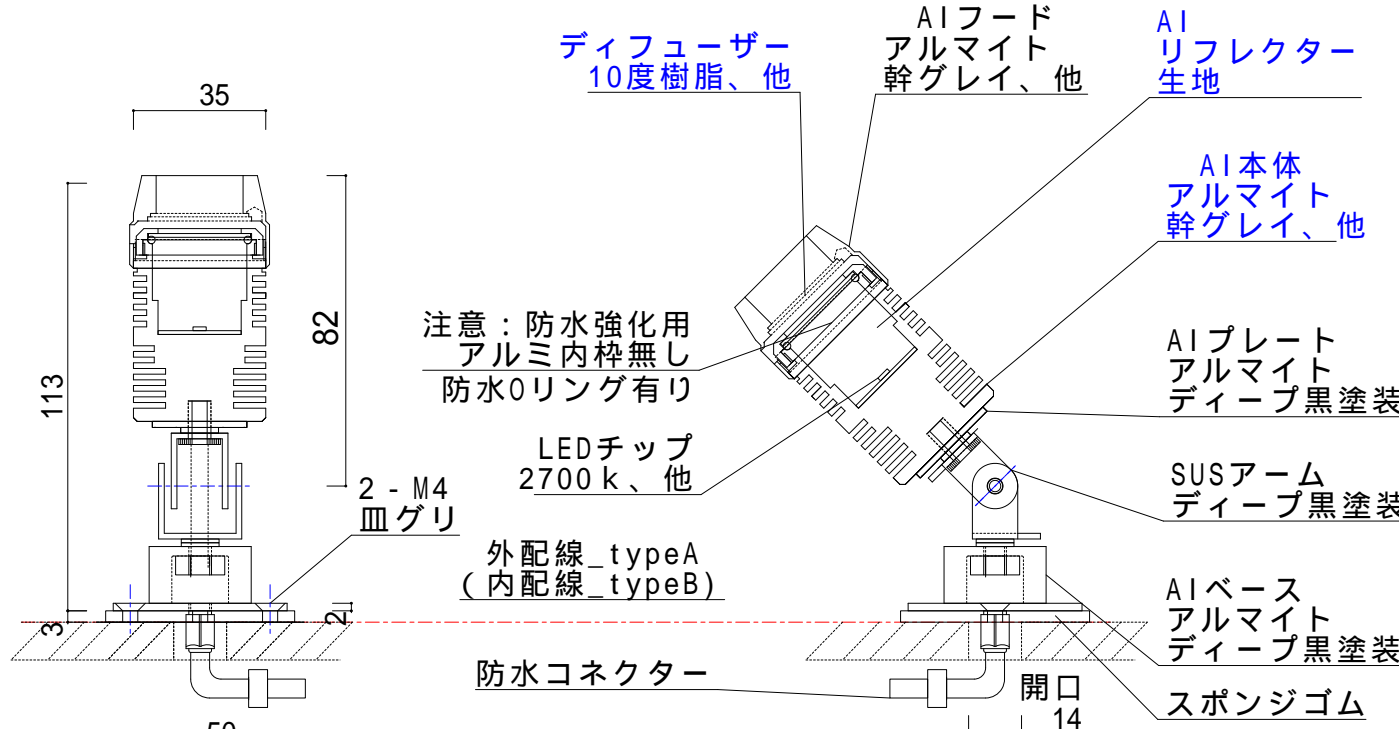 35
113
82
3
2
50
2 - M4
皿グリ
ディフューザー
10度樹脂、他
AIフード
アルマイト
幹グレイ、他
AI
リフレクター
生地
AI本体
アルマイト
幹グレイ、他
注意：防水強化用
アルミ内枠無し
防水Oリング有り
LEDチップ
2700ｋ、他
外配線_typeA
(内配線_typeB)
防水コネクター
AIプレート
アルマイト
ディープ黒塗装
SUSアーム
ディープ黒塗装
AIベース
アルマイト
ディープ黒塗装
スポンジゴム
開口
14